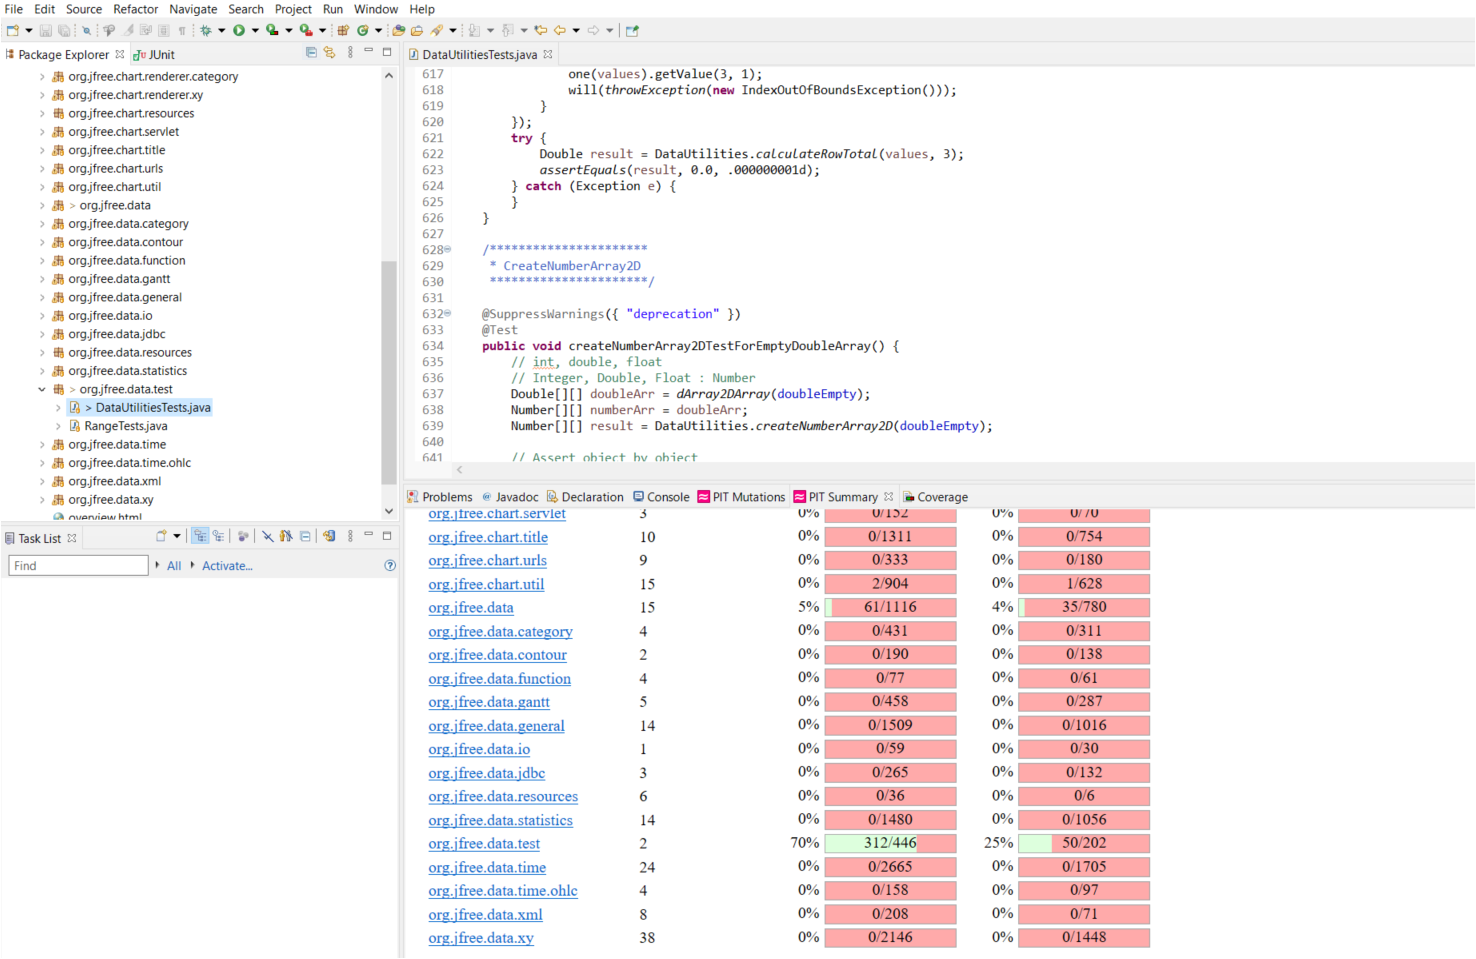 File Edit Source Refactor Navigate Search Project Run Window Help
Package Explorer JUnit
org.jfree.chart.renderer.category
org.jfree.chart.renderer.xy
org.jfree.chart.resources
org.jfree.chart.servlet
org.jfree.chart.title
org.jfree.chart.urls
org.jfree.chart.util
> org.jfree.data
org.jfree.data.category
org.jfree.data.contour
org.jfree.data.function
org.jfree.data.gantt
org.jfree.data.general
org.jfree.data.io
org.jfree.data.jdbc
org.jfree.data.resources
org.jfree.data.statistics
> org.jfree.data.test
> DataUtilitiesTests.java
RangeTests.java
org.jfree.data.time
org.jfree.data.time.ohlc
org.jfree.data.xml
org.jfree.data.xy
overview.html
Task List
Find All Activate...
DataUtilitiesTests.java
617 one(values).getValue(3, 1);
618 will(throwException(new IndexOutOfBoundsException()));
619 }
620 });
621 try {
622 Double result = DataUtilities.calculateRowTotal(values, 3);
623 assertEquals(result, 0.0, .000000001d);
624 } catch (Exception e) {
625 }
626 }
627
628 /**********************
629 * CreateNumberArray2D
630 **********************/
631
632 @SuppressWarnings({ "deprecation" })
633 @Test
634 public void createNumberArray2DTestForEmptyDoubleArray() {
635 // int, double, float
636 // Integer, Double, Float : Number
637 Double[][] doubleArr = dArray2DArray(doubleEmpty);
638 Number[][] numberArr = doubleArr;
639 Number[][] result = DataUtilities.createNumberArray2D(doubleEmpty);
640
641 // Assert object by object
Problems Javadoc Declaration Console PIT Mutations PIT Summary Coverage
org.jfree.chart.servlet 3 0% 0/152 0% 0/70
org.jfree.chart.title 10 0% 0/1311 0% 0/754
org.jfree.chart.urls 9 0% 0/333 0% 0/180
org.jfree.chart.util 15 0% 2/904 0% 1/628
org.jfree.data 15 5% 61/1116 4% 35/780
org.jfree.data.category 4 0% 0/431 0% 0/311
org.jfree.data.contour 2 0% 0/190 0% 0/138
org.jfree.data.function 4 0% 0/77 0% 0/61
org.jfree.data.gantt 5 0% 0/458 0% 0/287
org.jfree.data.general 14 0% 0/1509 0% 0/1016
org.jfree.data.io 1 0% 0/59 0% 0/30
org.jfree.data.jdbc 3 0% 0/265 0% 0/132
org.jfree.data.resources 6 0% 0/36 0% 0/6
org.jfree.data.statistics 14 0% 0/1480 0% 0/1056
org.jfree.data.test 2 70% 312/446 25% 50/202
org.jfree.data.time 24 0% 0/2665 0% 0/1705
org.jfree.data.time.ohlc 4 0% 0/158 0% 0/97
org.jfree.data.xml 8 0% 0/208 0% 0/71
org.jfree.data.xy 38 0% 0/2146 0% 0/1448